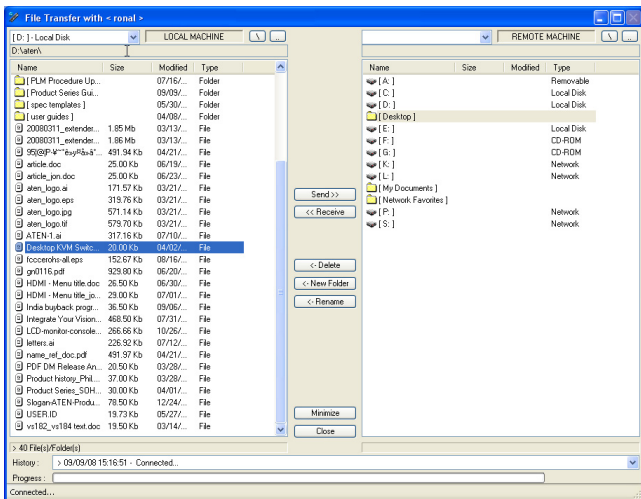 File Transfer with < ronal >
[ D: ] - Local Disk LOCAL MACHINE \ .. REMOTE MACHINE \ ..
D:\aten\
Name Size Modified Type
[ PLM Procedure Up... 07/16/... Folder
[ Product Series Gui... 09/09/... Folder
[ spec templates ] 05/30/... Folder
[ user guides ] 04/08/... Folder
20080311_extender... 1.85 Mb 03/13/... File
20080311_extender... 1.86 Mb 03/13/... File
491.94 Kb 04/21/... File
article.doc 25.00 Kb 06/19/... File
article_jon.doc 25.00 Kb 06/23/... File
aten_logo.ai 171.57 Kb 03/21/... File
aten_logo.eps 319.76 Kb 03/21/... File
aten_logo.jpg 571.14 Kb 03/21/... File
aten_logo.tif 579.70 Kb 03/21/... File
ATEN-1.ai 317.16 Kb 07/10/... File
Desktop KVM Switc... 20.00 Kb 04/02/... File
fcccerohs-all.eps 152.67 Kb 08/16/... File
gn0116.pdf 929.80 Kb 06/20/... File
HDMI - Menu title.doc 26.50 Kb 06/30/... File
HDMI - Menu title_jo... 29.00 Kb 07/01/... File
India buyback progr... 36.50 Kb 09/06/... File
Integrate Your Vision... 468.50 Kb 07/31/... File
LCD-monitor-console... 266.66 Kb 10/26/... File
letters.ai 226.92 Kb 07/12/... File
name_ref_doc.pdf 491.97 Kb 04/21/... File
PDF DM Release An... 20.50 Kb 03/28/... File
Product history_Phil.... 37.00 Kb 03/28/... File
Product Series_SOH... 30.00 Kb 04/01/... File
Slogan-ATEN-Produ... 78.50 Kb 12/24/... File
USER.ID 19.73 Kb 05/27/... File
vs182_vs184 text.doc 19.50 Kb 03/14/... File
> 40 File(s)/Folder(s)
Send >>
<< Receive
<- Delete
<- New Folder
<- Rename
Minimize
Close
Name Size Modified Type
[ A: ] Removable
[ C: ] Local Disk
[ D: ] Local Disk
[ Desktop ]
[ E: ] Local Disk
[ F: ] CD-ROM
[ G: ] CD-ROM
[ K: ] Network
[ L: ] Network
[ My Documents ]
[ Network Favorites ]
[ P: ] Network
[ S: ] Network
History : > 09/09/08 15:16:51 - Connected...
Progress :
Connected...